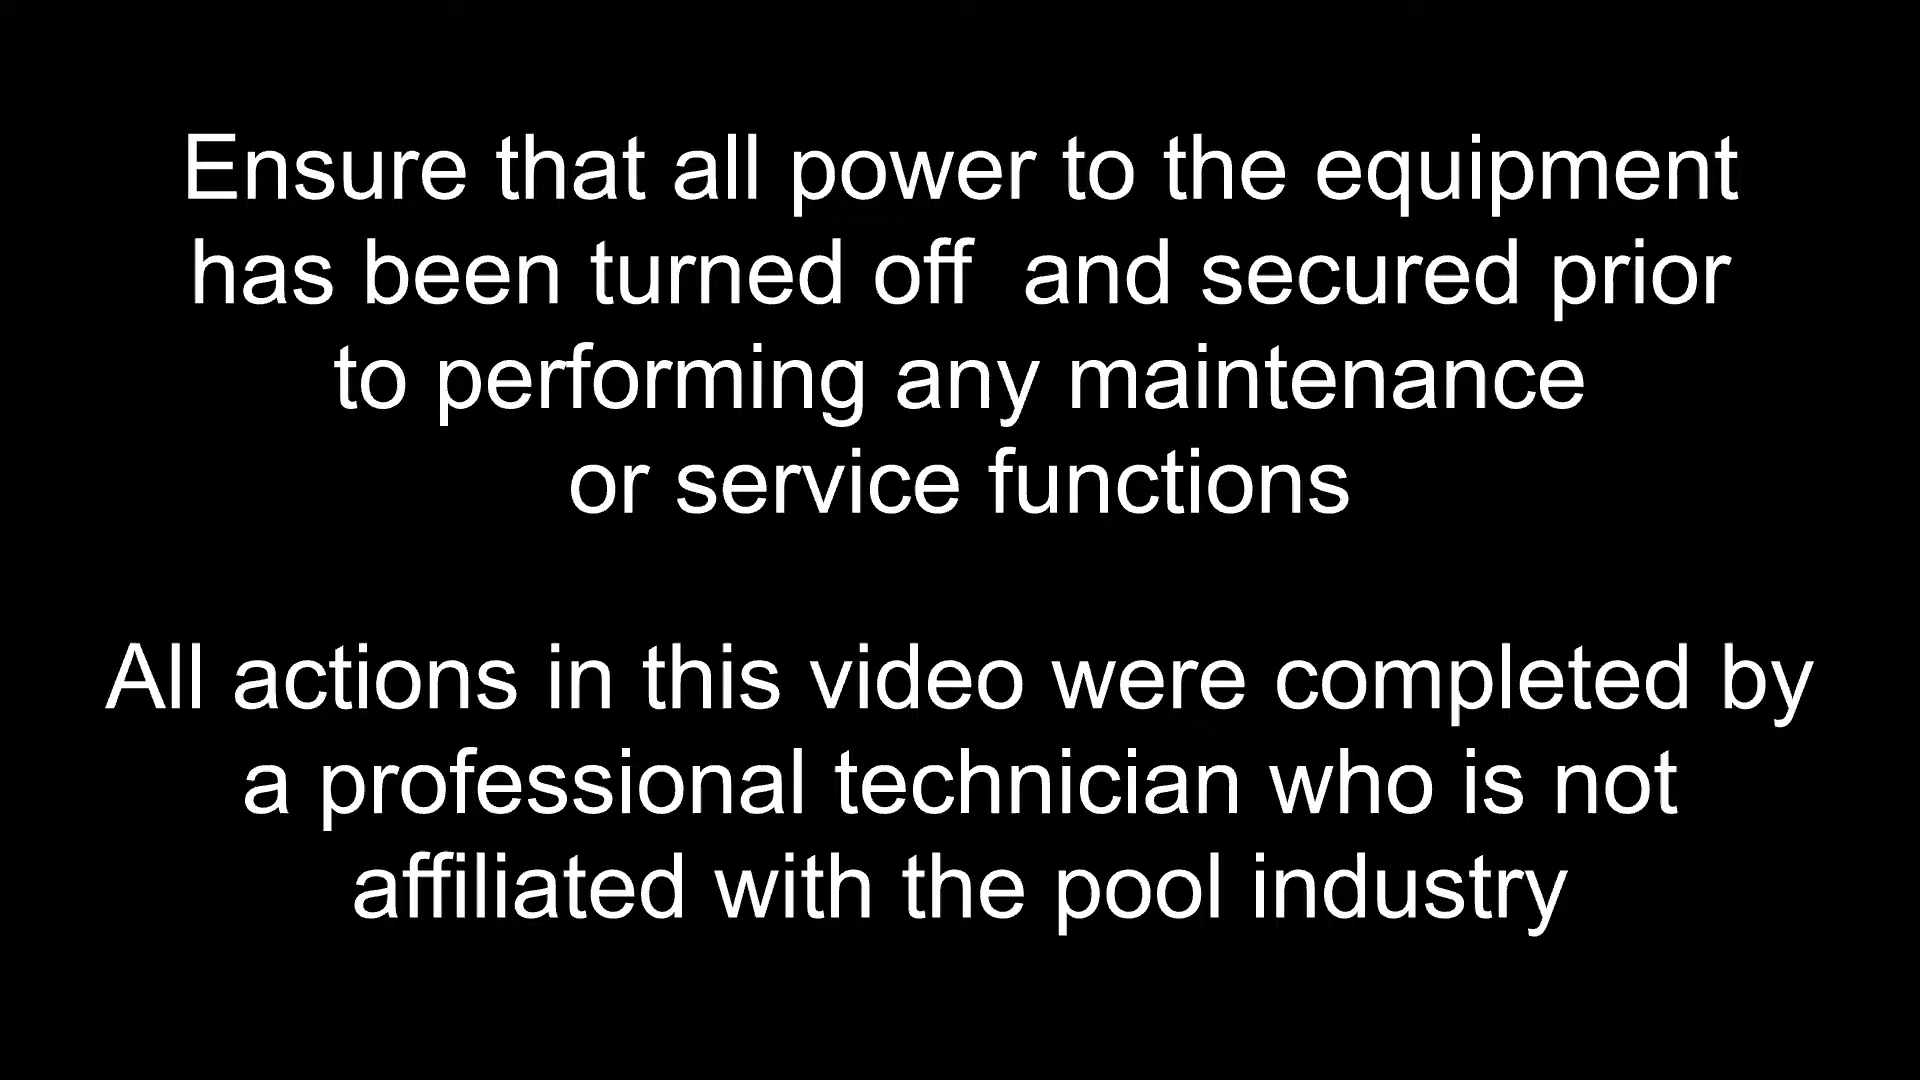 Ensure that all power to the equipment
has been turned off  and secured prior
to performing any maintenance
or service functions
All actions in this video were completed by
a professional technician who is not
affiliated with the pool industry